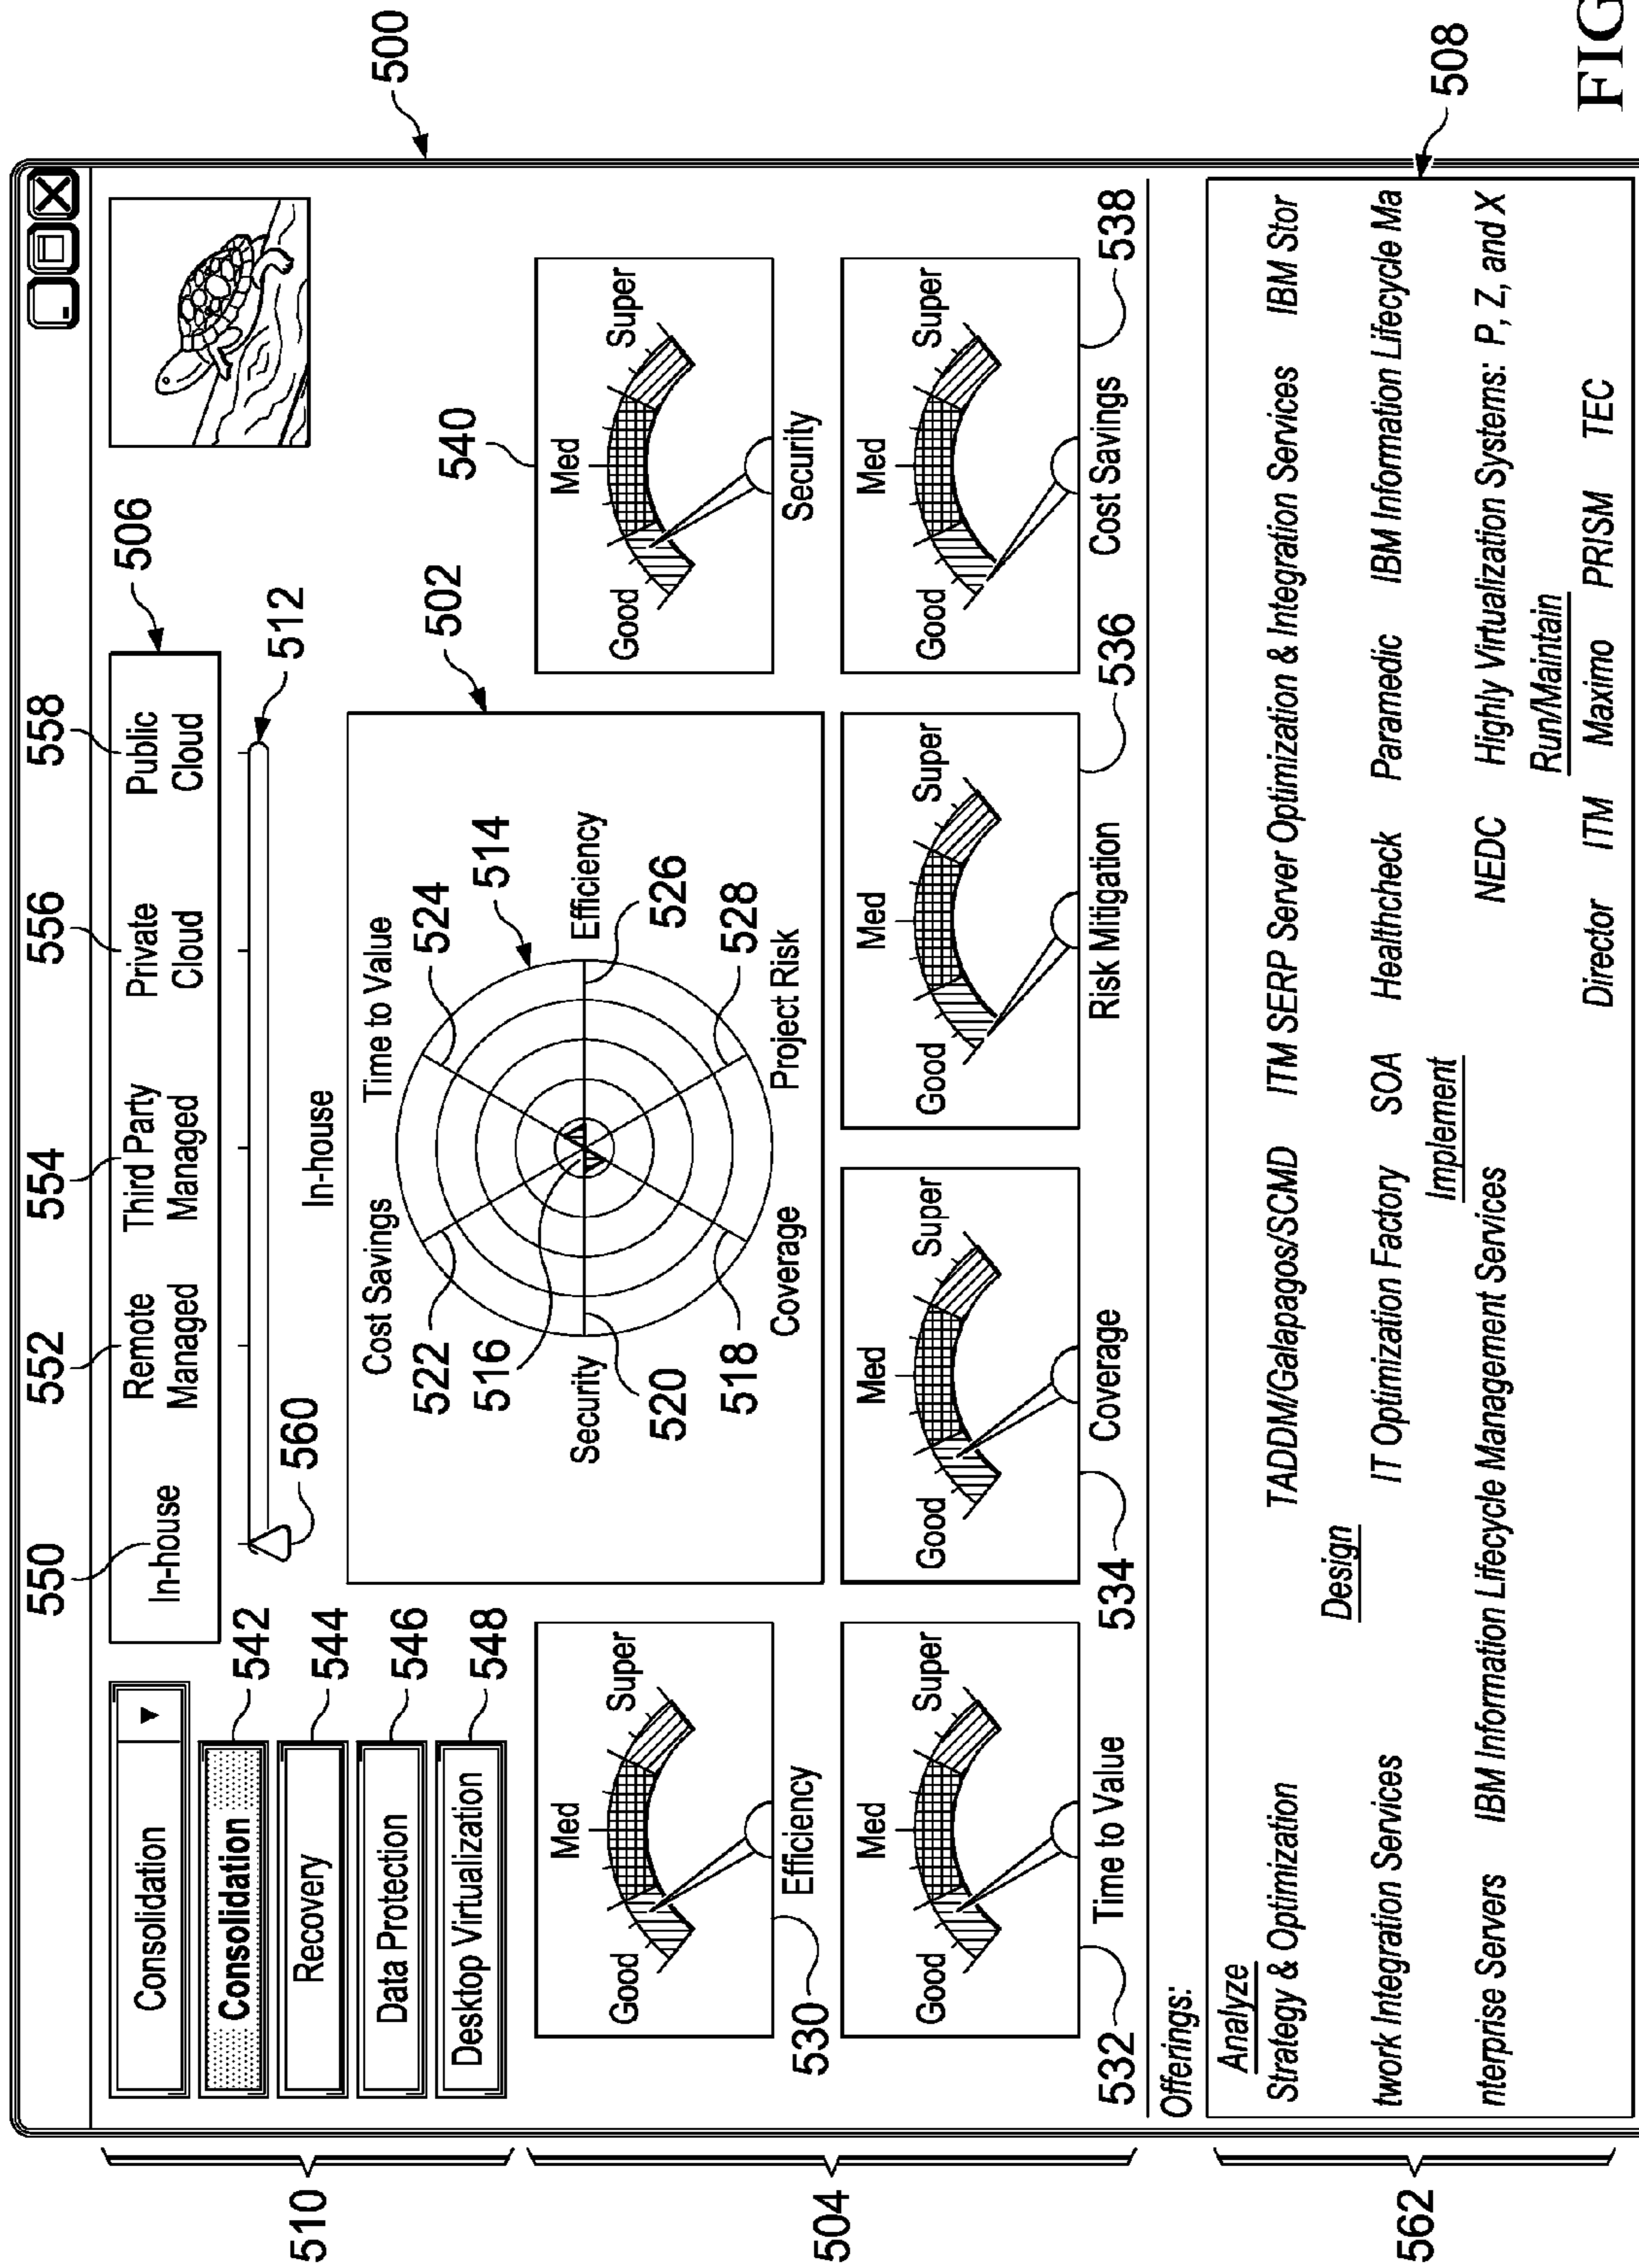 500
550
552
554
556
558
506
In-house
Remote Managed
Third Party Managed
Private Cloud
Public Cloud
512
560
In-house
510
Consolidation ▼
Consolidation
542
Recovery
544
Data Protection
546
Desktop Virtualization
548
502
Cost Savings
Time to Value
522
524
516
514
Security
Efficiency
520
526
518
528
Coverage
Project Risk
504
Good
Med
Super
Efficiency
530
540
Good
Med
Super
Security
Good
Med
Super
532
Time to Value
Good
Med
Super
534
Coverage
Good
Med
Super
Risk Mitigation
536
Good
Med
Super
Cost Savings
538
Offerings:
562
508
Analyze
Strategy & Optimization TADDM/Galapagos/SCMD ITM SERP Server Optimization & Integration Services IBM Stor
Design
twork Integration Services IT Optimization Factory SOA Healthcheck Paramedic IBM Information Lifecycle Ma
Implement
nterprise Servers IBM Information Lifecycle Management Services NEDC Highly Virtualization Systems: P, Z, and X
Run/Maintain
Director ITM Maximo PRISM TEC
FIG